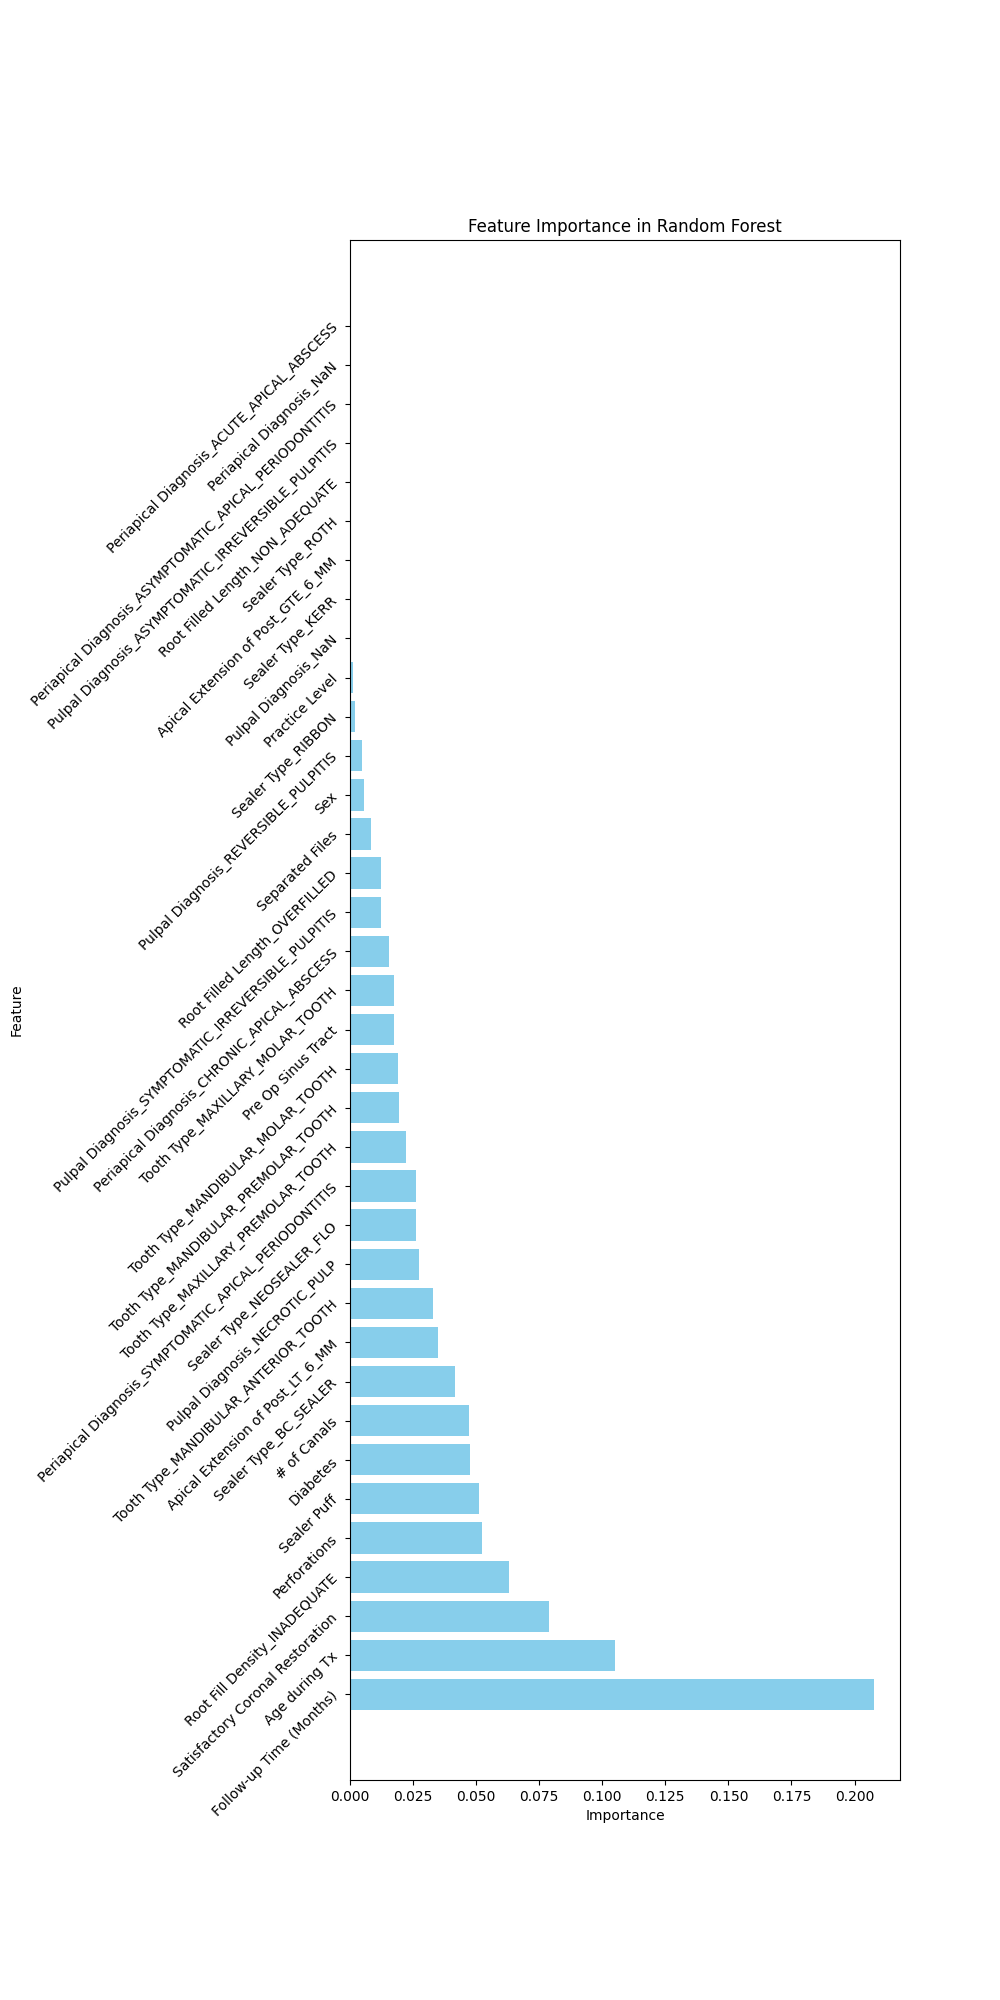 Feature Importance in Random Forest
Periapical Diagnosis_ACUTE_APICAL_ABSCESS
Periapical Diagnosis_NaN
Periapical Diagnosis_ASYMPTOMATIC_APICAL_PERIODONTITIS
Pulpal Diagnosis_ASYMPTOMATIC_IRREVERSIBLE_PULPITIS
Root Filled Length_NON_ADEQUATE
Sealer Type_ROTH
Apical Extension of Post_GTE_6_MM
Sealer Type_KERR
Pulpal Diagnosis_NaN
Practice Level
Sealer Type_RIBBON
Pulpal Diagnosis_REVERSIBLE_PULPITIS
Sex
Separated Files
Root Filled Length_OVERFILLED
Pulpal Diagnosis_SYMPTOMATIC_IRREVERSIBLE_PULPITIS
Periapical Diagnosis_CHRONIC_APICAL_ABSCESS
Tooth Type_MAXILLARY_MOLAR_TOOTH
Pre Op Sinus Tract
Tooth Type_MANDIBULAR_MOLAR_TOOTH
Tooth Type_MANDIBULAR_PREMOLAR_TOOTH
Tooth Type_MAXILLARY_PREMOLAR_TOOTH
Periapical Diagnosis_SYMPTOMATIC_APICAL_PERIODONTITIS
Sealer Type_NEOSEALER_FLO
Pulpal Diagnosis_NECROTIC_PULP
Tooth Type_MANDIBULAR_ANTERIOR_TOOTH
Apical Extension of Post_LT_6_MM
Sealer Type_BC_SEALER
# of Canals
Diabetes
Sealer Puff
Perforations
Root Fill Density_INADEQUATE
Satisfactory Coronal Restoration
Age during Tx
Follow-up Time (Months)
Feature
0.000 0.025 0.050 0.075 0.100 0.125 0.150 0.175 0.200
Importance